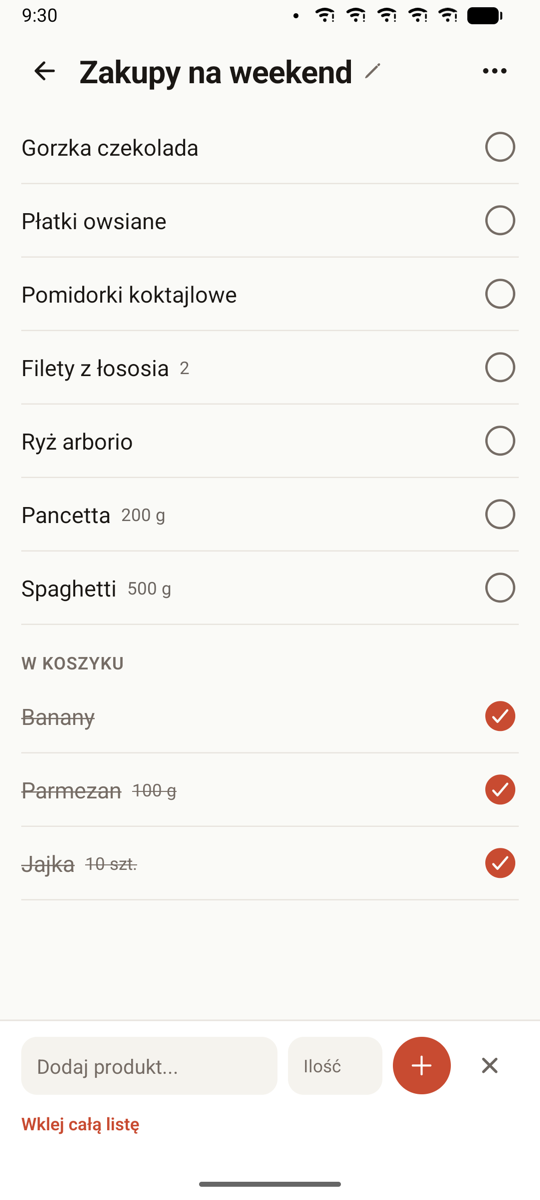 9:30
Zakupy na weekend
Gorzka czekolada
Płatki owsiane
Pomidorki koktajlowe
Filety z łososia 2
Ryż arborio
Pancetta 200 g
Spaghetti 500 g
W KOSZYKU
Banany
Parmezan 100 g
Jajka 10 szt.
Dodaj produkt... Ilość
Wklej całą listę